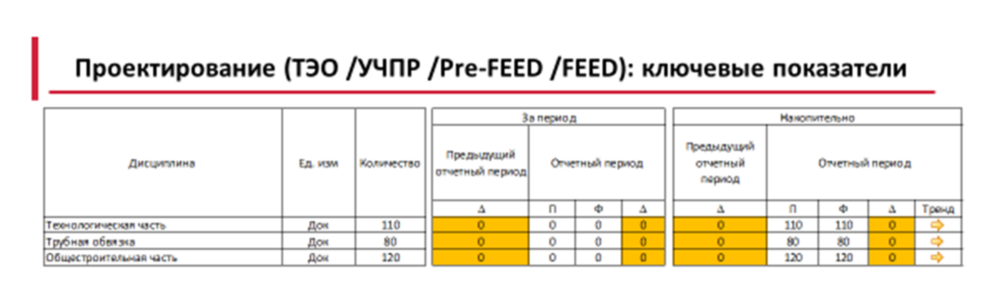 Проектирование (ТЭО /УЧПР /Pre-FEED /FEED): ключевые показатели
Дисциплина Ед. изм Количество За период Накопительно
Предыдущий отчетный период Отчетный период Предыдущий отчетный период Отчетный период
Δ П Ф Δ Δ П Ф Δ Тренд
Технологическая часть Док 110 0 0 0 0 0 110 110 0
Трубная обвязка Док 80 0 0 0 0 0 80 80 0
Общестроительная часть Док 120 0 0 0 0 0 120 120 0